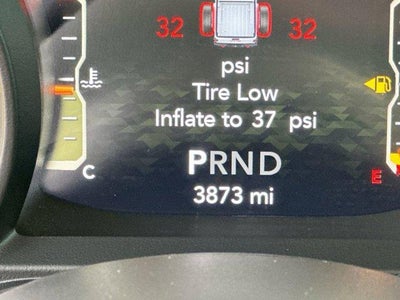 32 32
psi
Tire Low
Inflate to 37 psi
PRND
C E
3873 mi